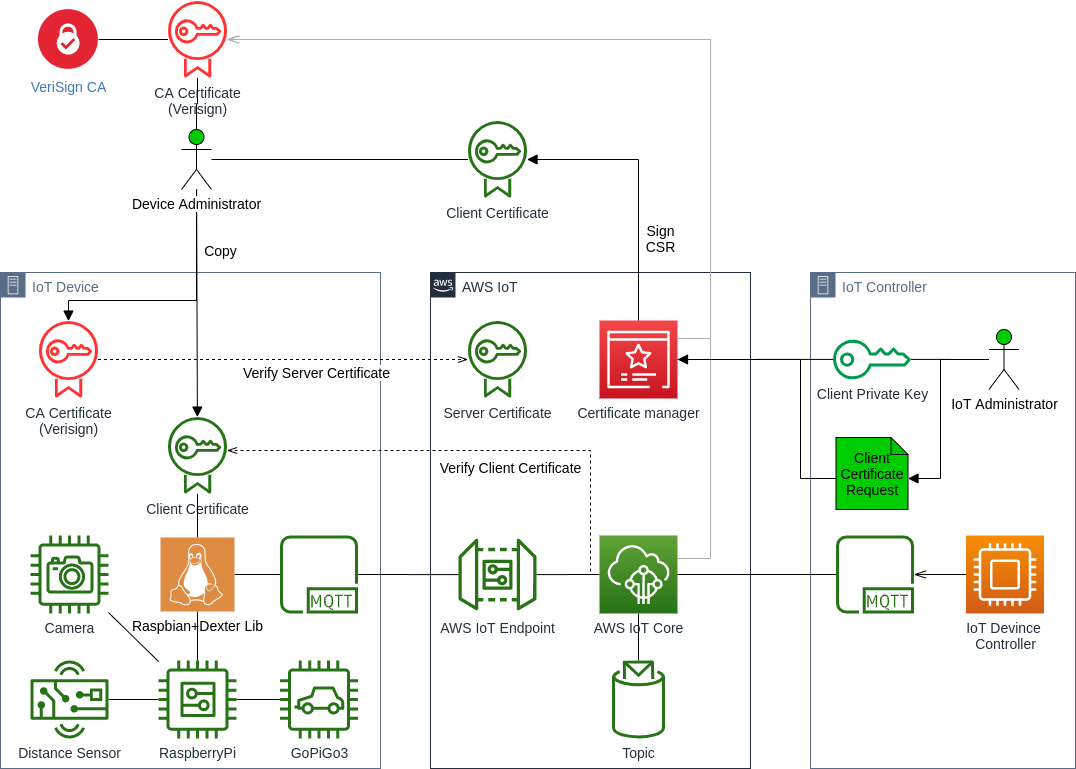 VeriSign CA
CA Certificate
(Verisign)
Device Administrator
Client Certificate
Copy
Sign
CSR
IoT Device
aws
AWS IoT
IoT Controller
CA Certificate
(Verisign)
Verify Server Certificate
Server Certificate
Certificate manager
Client Private Key
IoT Administrator
Client
Certificate
Request
Verify Client Certificate
Client Certificate
Camera
Raspbian+Dexter Lib
MQTT
AWS IoT Endpoint
AWS IoT Core
MQTT
IoT Devince
Controller
Distance Sensor
RaspberryPi
GoPiGo3
Topic